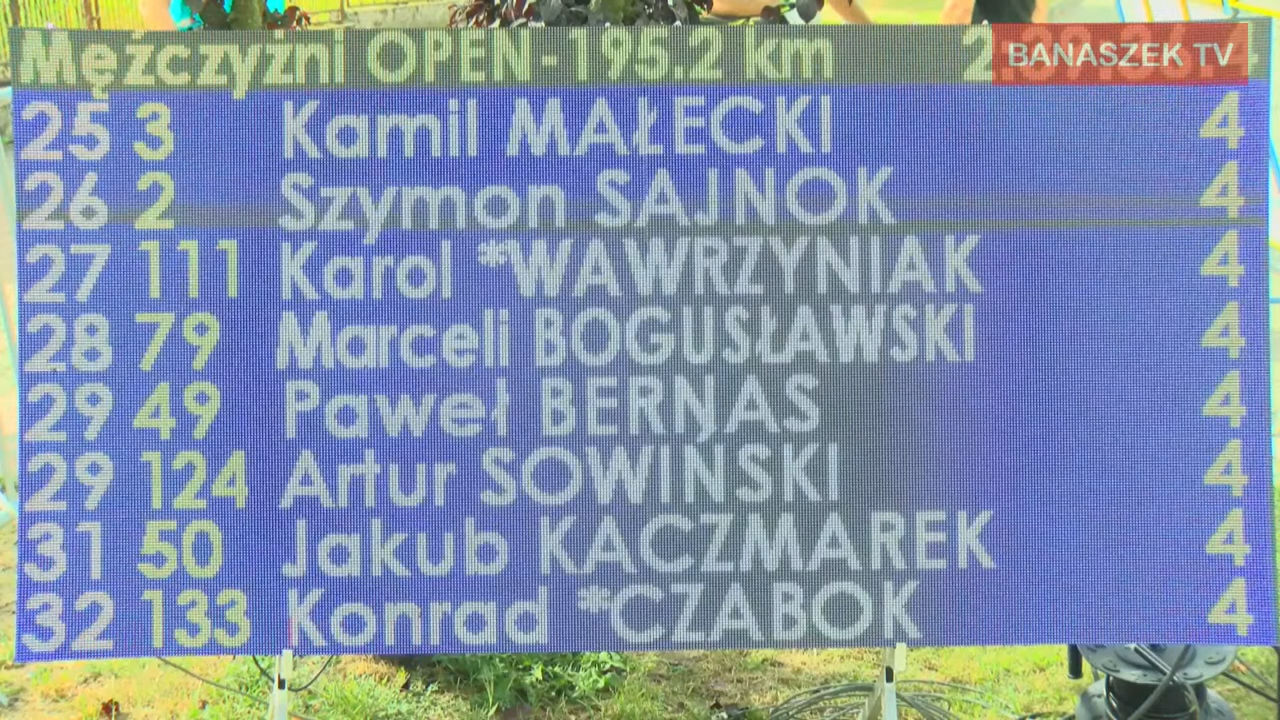 Mężczyźni OPEN-195.2 km
BANASZEK TV
25 3 Kamil MAŁECKI 4
26 2 Szymon SAJNOK 4
27 111 Karol *WAWRZYNIAK 4
28 79 Marceli BOGUSŁAWSKI 4
29 49 Paweł BERNAS 4
29 124 Artur SOWIŃSKI 4
31 50 Jakub KACZMAREK 4
32 133 Konrad *CZABOK 4